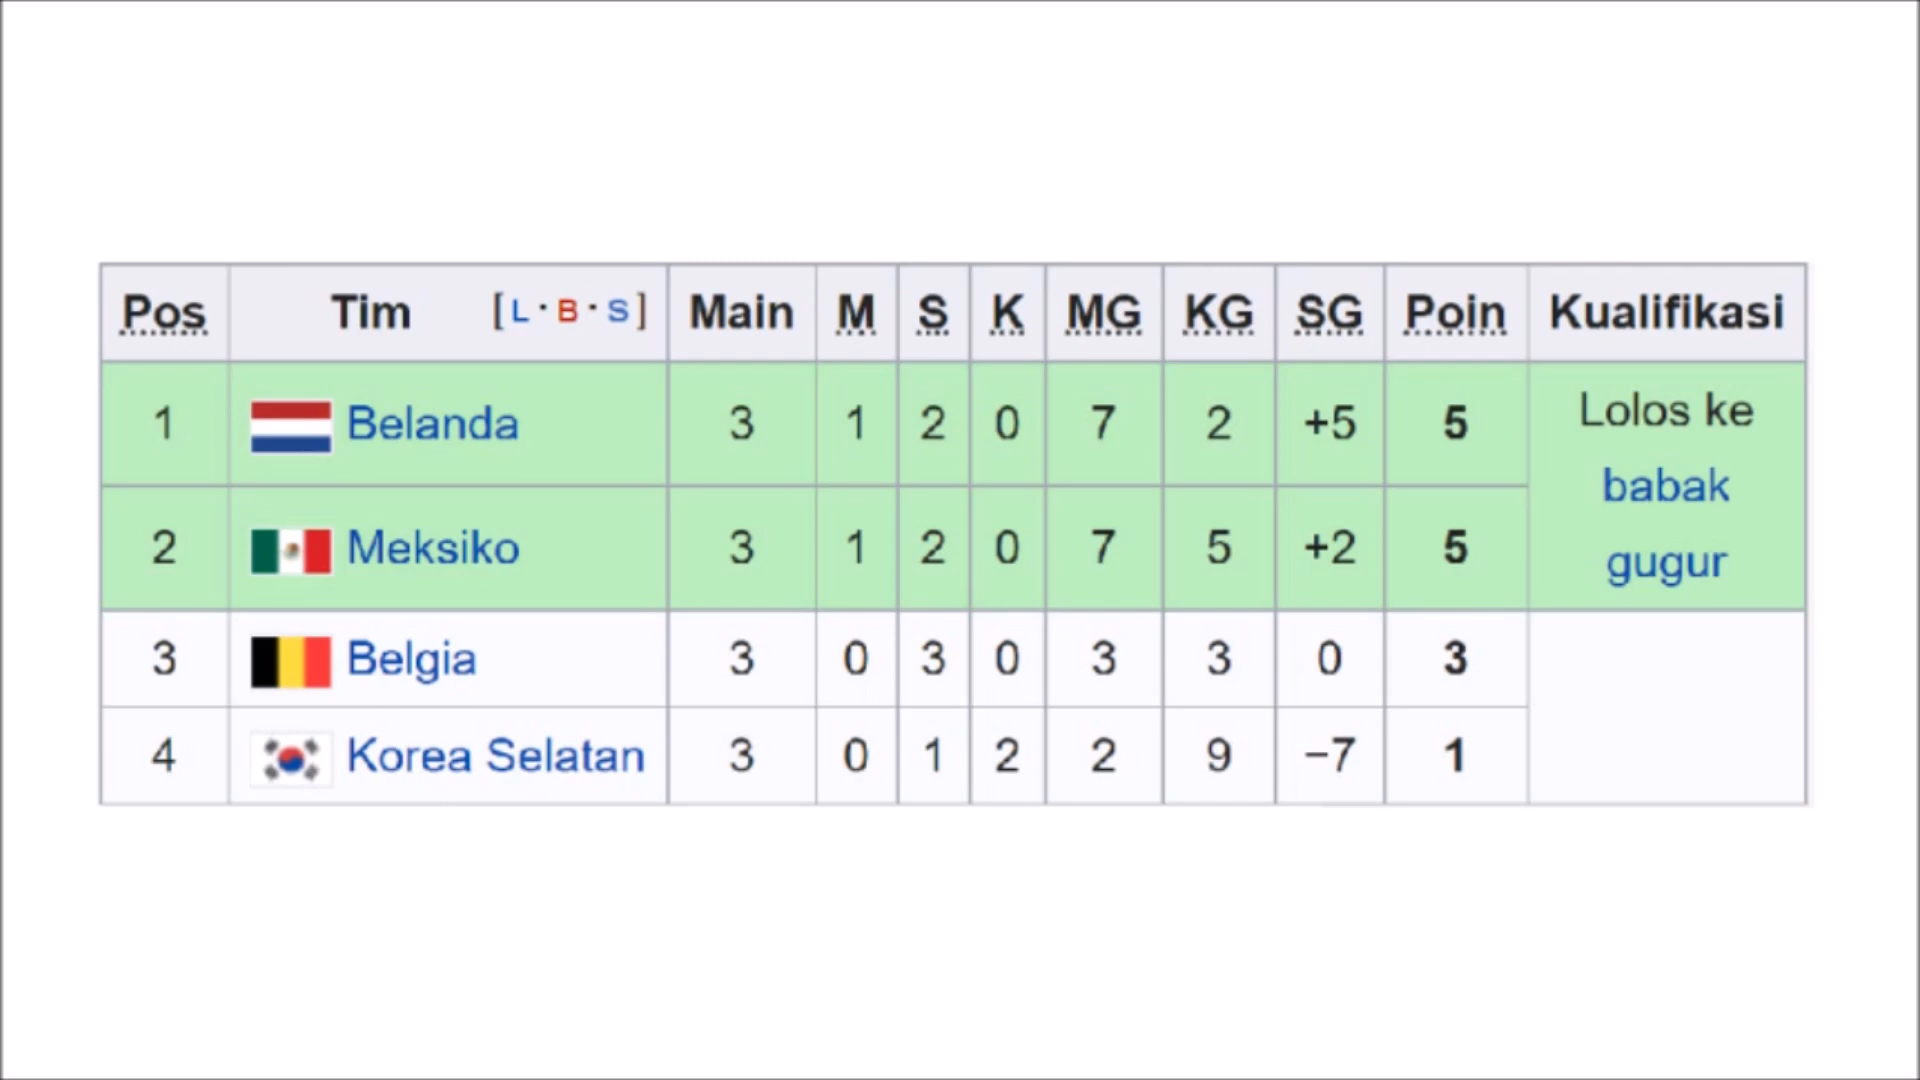 Pos Tim [L · B · S] Main M S K MG KG SG Poin Kualifikasi
1 Belanda 3 1 2 0 7 2 +5 5 Lolos ke babak gugur
2 Meksiko 3 1 2 0 7 5 +2 5
3 Belgia 3 0 3 0 3 3 0 3
4 Korea Selatan 3 0 1 2 2 9 −7 1